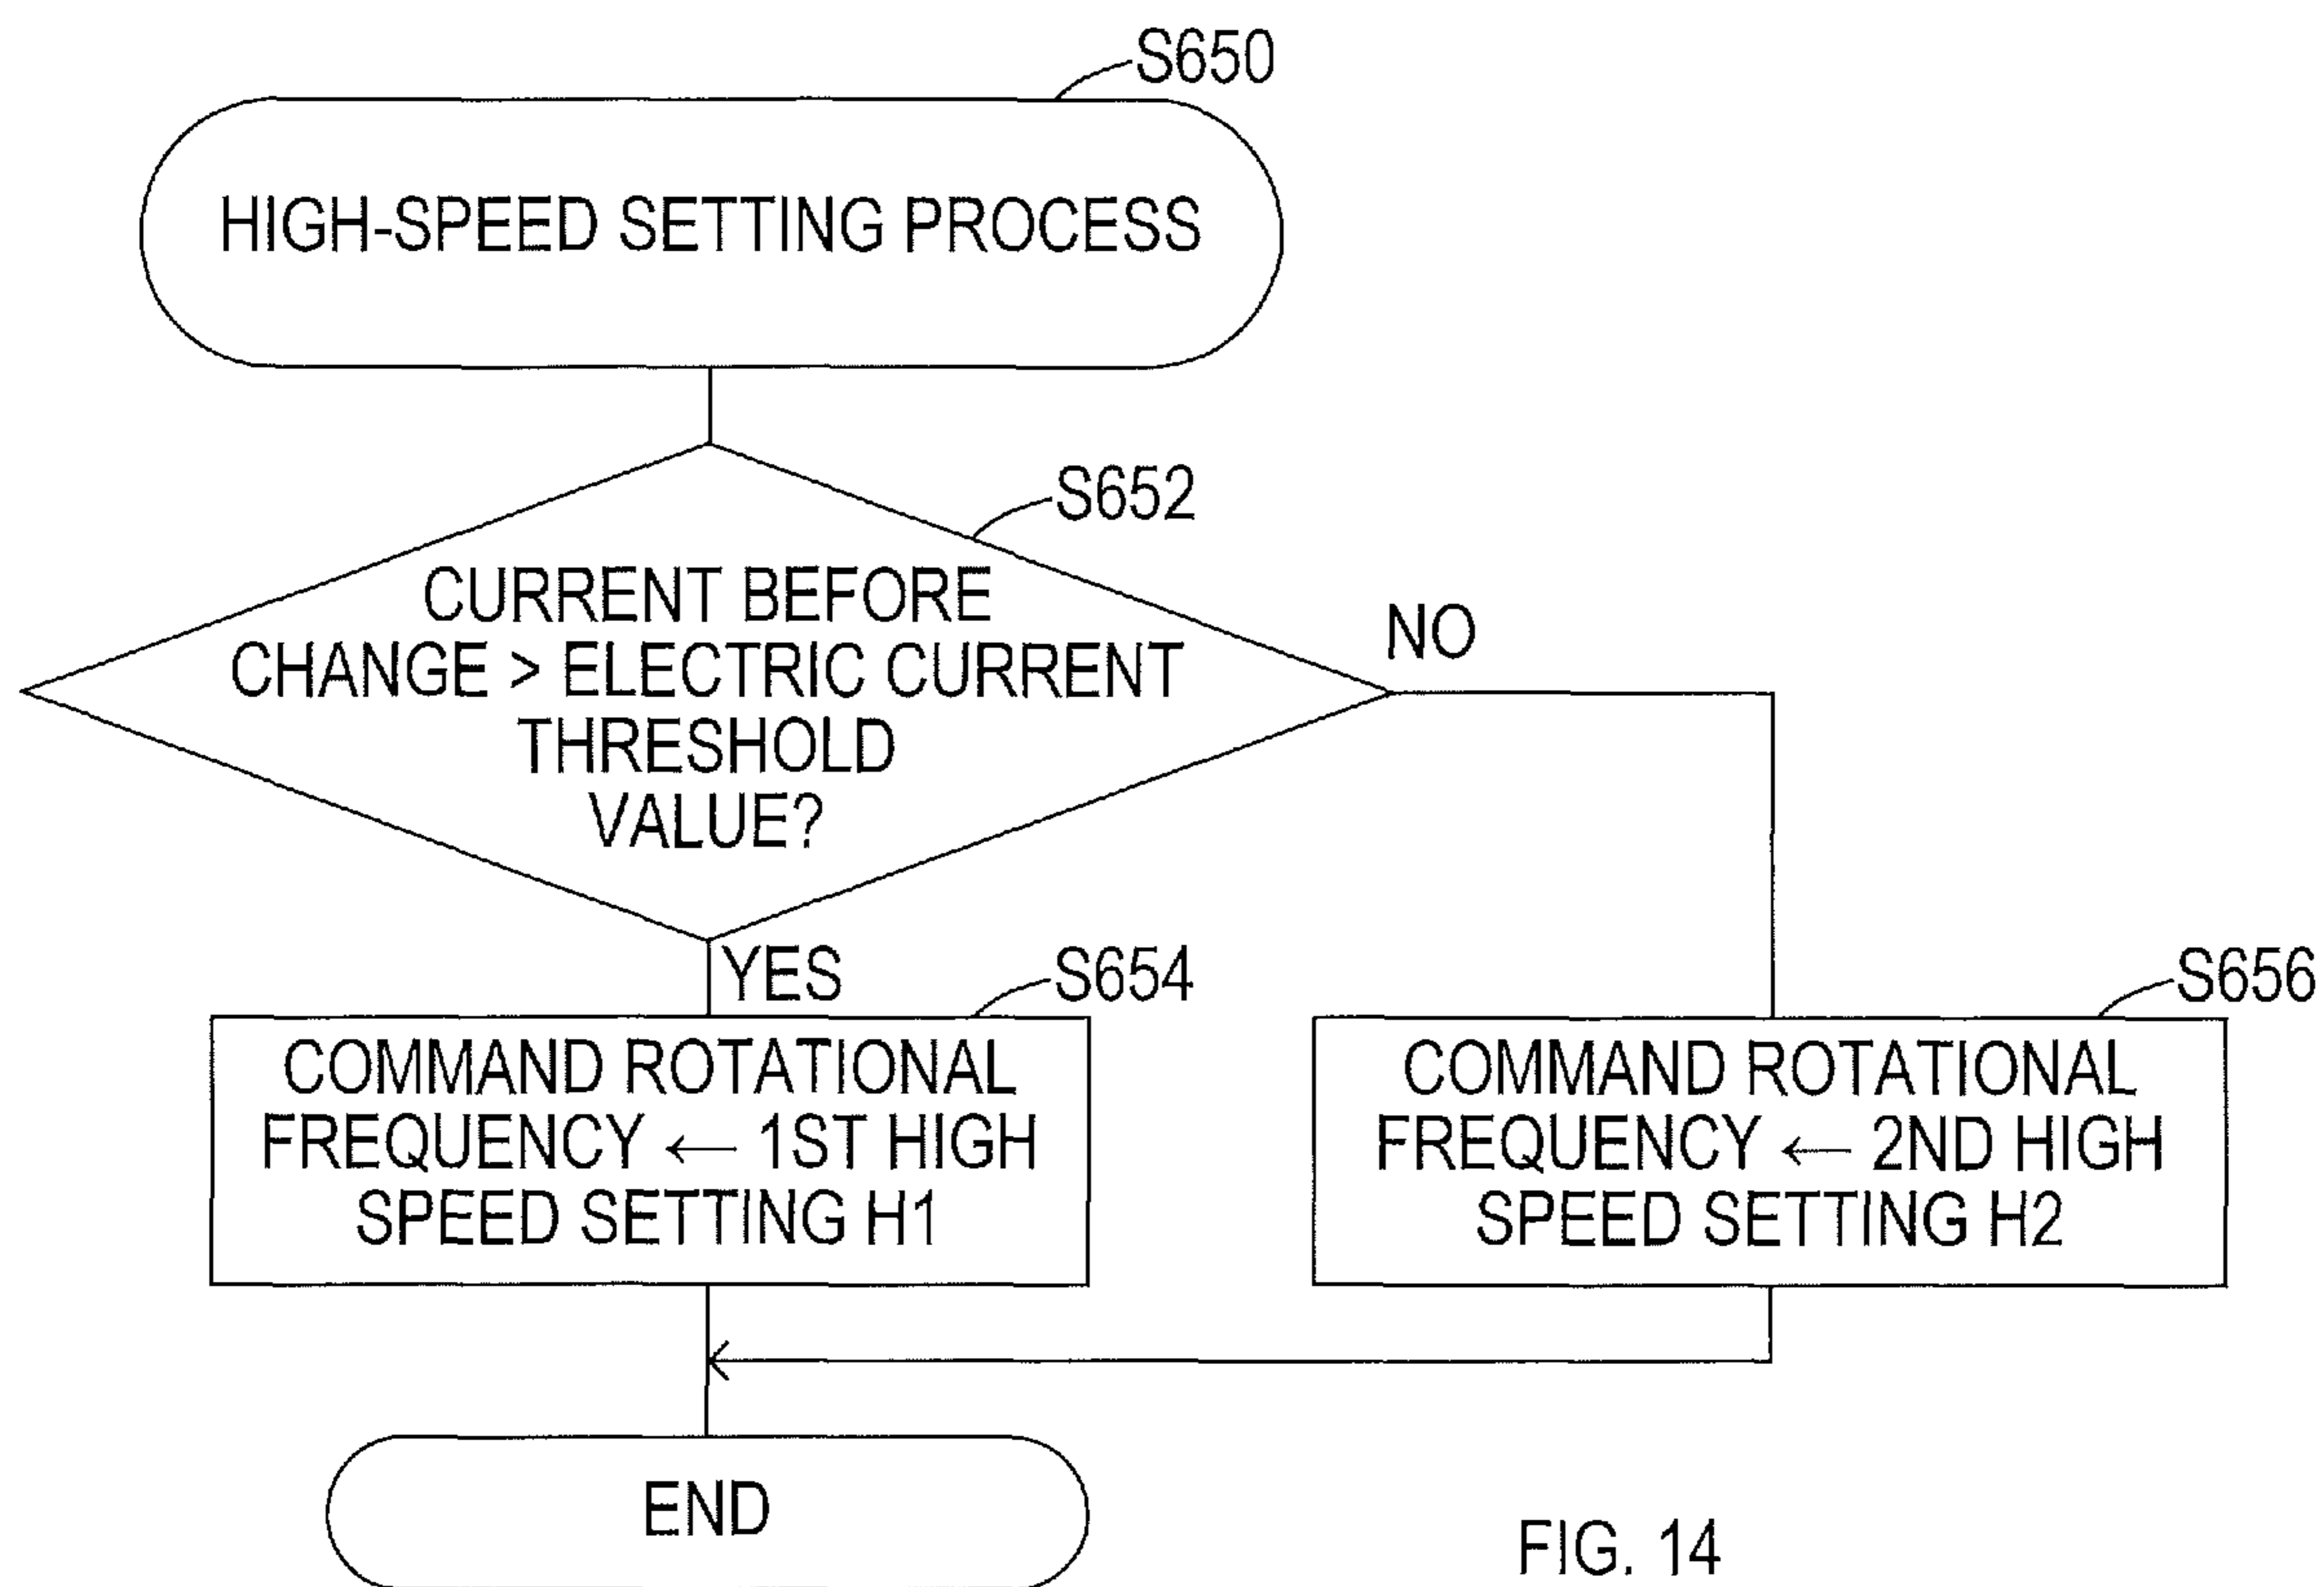 S650
HIGH-SPEED SETTING PROCESS
S652
CURRENT BEFORE
CHANGE > ELECTRIC CURRENT
THRESHOLD
VALUE?
NO
YES
S654
COMMAND ROTATIONAL
FREQUENCY ← 1ST HIGH
SPEED SETTING H1
S656
COMMAND ROTATIONAL
FREQUENCY ← 2ND HIGH
SPEED SETTING H2
END
FIG. 14